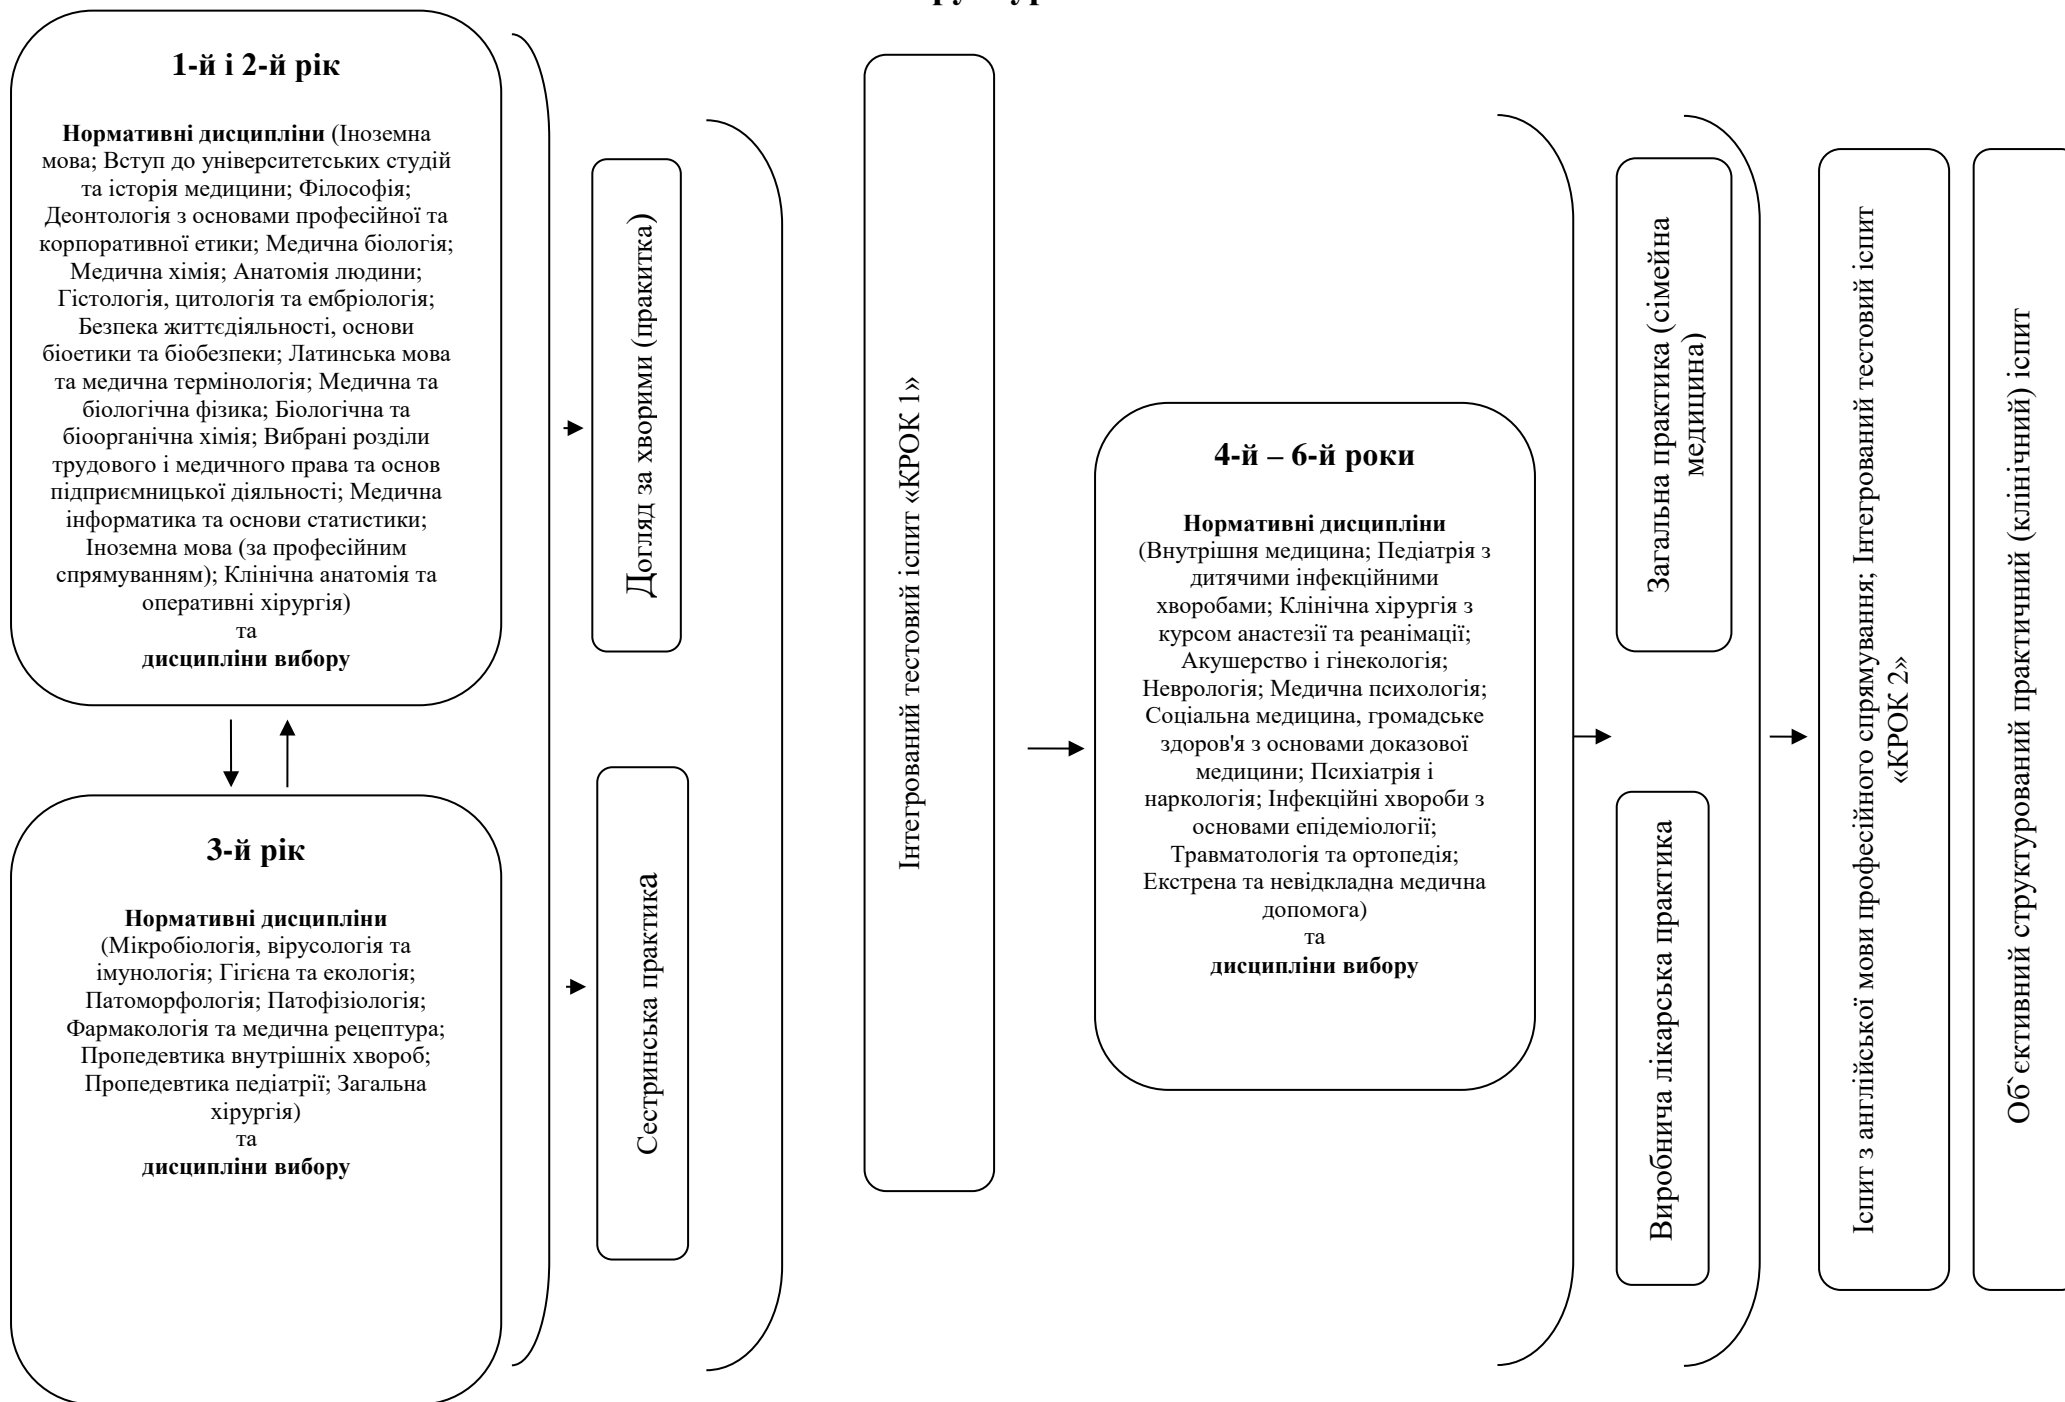 1-й і 2-й рік
Нормативні дисципліни (Іноземна
мова; Вступ до університетських студій
та історія медицини; Філософія;
Деонтологія з основами професійної та
корпоративної етики; Медична біологія;
Медична хімія; Анатомія людини;
Гістологія, цитологія та ембріологія;
Безпека життєдіяльності, основи
біоетики та біобезпеки; Латинська мова
та медична термінологія; Медична та
біологічна фізика; Біологічна та
біоорганічна хімія; Вибрані розділи
трудового і медичного права та основ
підприємницької діяльності; Медична
інформатика та основи статистики;
Іноземна мова (за професійним
спрямуванням); Клінічна анатомія та
оперативні хірургія)
та
дисципліни вибору
3-й рік
Нормативні дисципліни
(Мікробіологія, вірусологія та
імунологія; Гігієна та екологія;
Патоморфологія; Патофізіологія;
Фармакологія та медична рецептура;
Пропедевтика внутрішніх хвороб;
Пропедевтика педіатрії; Загальна
хірургія)
та
дисципліни вибору
Догляд за хворими (пракитка)
Сестринська практика
Інтегрований тестовий іспит «КРОК 1»
4-й – 6-й роки
Нормативні дисципліни
(Внутрішня медицина; Педіатрія з
дитячими інфекційними
хворобами; Клінічна хірургія з
курсом анастезії та реанімації;
Акушерство і гінекологія;
Неврологія; Медична психологія;
Соціальна медицина, громадське
здоров'я з основами доказової
медицини; Психіатрія і
наркологія; Інфекційні хвороби з
основами епідеміології;
Травматологія та ортопедія;
Екстрена та невідкладна медична
допомога)
та
дисципліни вибору
Загальна практика (сімейна
медицина)
Виробнича лікарська практика
Іспит з англійської мови професійного спрямування; Інтегрований тестовий іспит
«КРОК 2»
Об`єктивний структурований практичний (клінічний) іспит